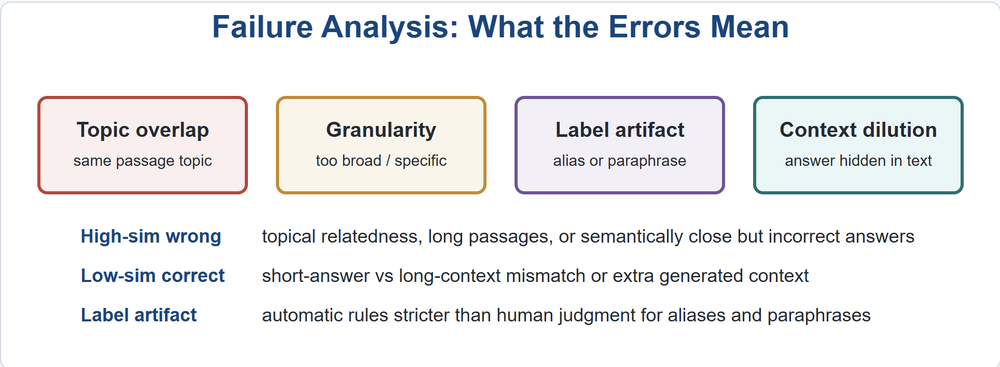 Failure Analysis: What the Errors Mean
Topic overlap
same passage topic
Granularity
too broad / specific
Label artifact
alias or paraphrase
Context dilution
answer hidden in text
High-sim wrong topical relatedness, long passages, or semantically close but incorrect answers
Low-sim correct short-answer vs long-context mismatch or extra generated context
Label artifact automatic rules stricter than human judgment for aliases and paraphrases